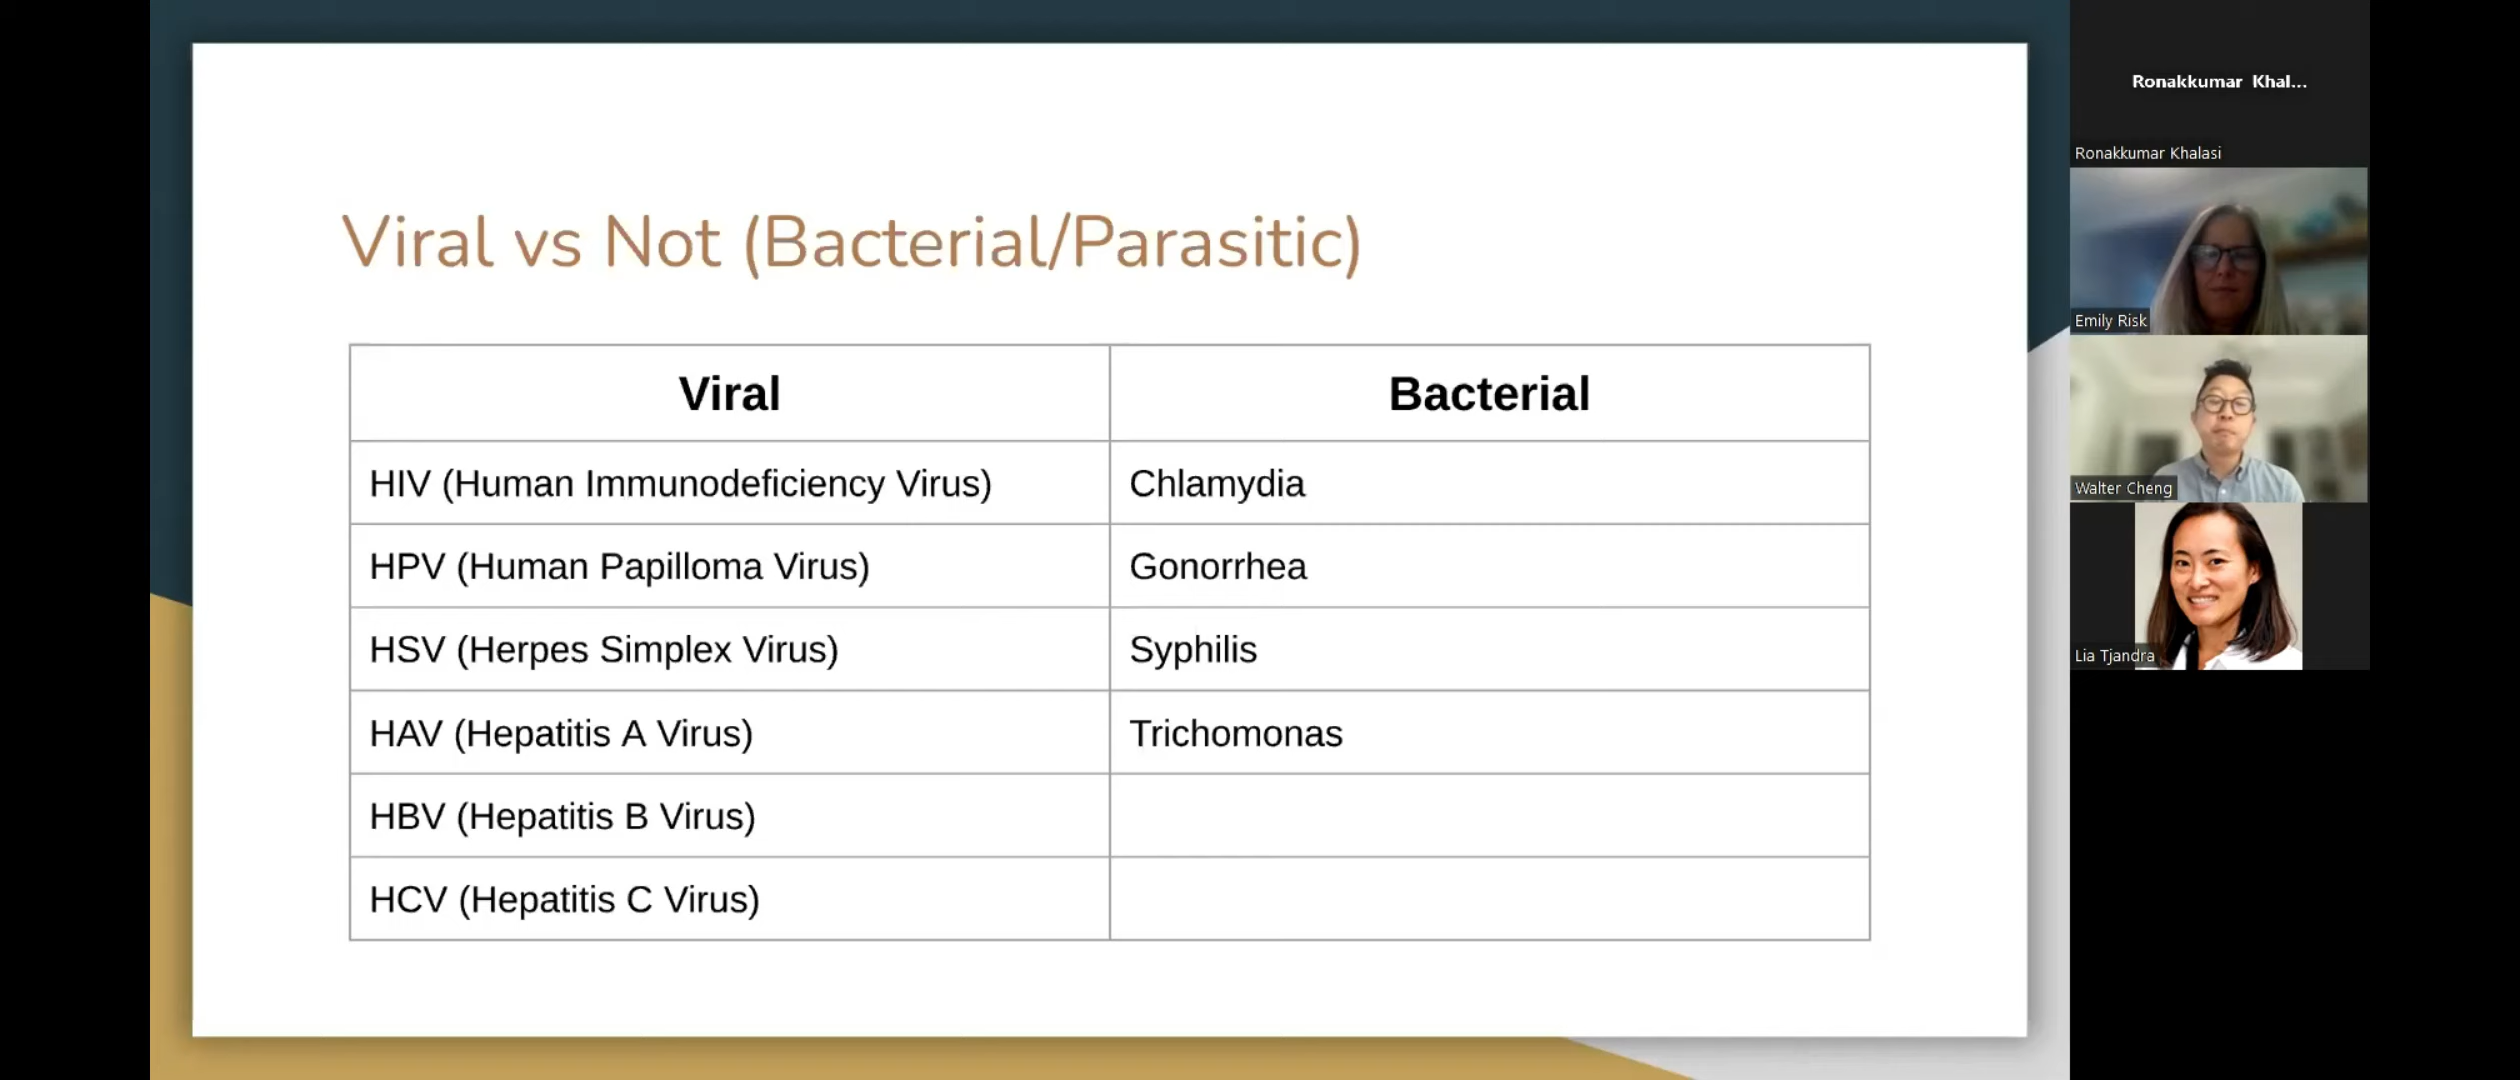 Viral vs Not (Bacterial/Parasitic)
Viral Bacterial
HIV (Human Immunodeficiency Virus) Chlamydia
HPV (Human Papilloma Virus) Gonorrhea
HSV (Herpes Simplex Virus) Syphilis
HAV (Hepatitis A Virus) Trichomonas
HBV (Hepatitis B Virus)
HCV (Hepatitis C Virus)
Ronakkumar Khal...
Ronakkumar Khalasi
Emily Risk
Walter Cheng
Lia Tjandra